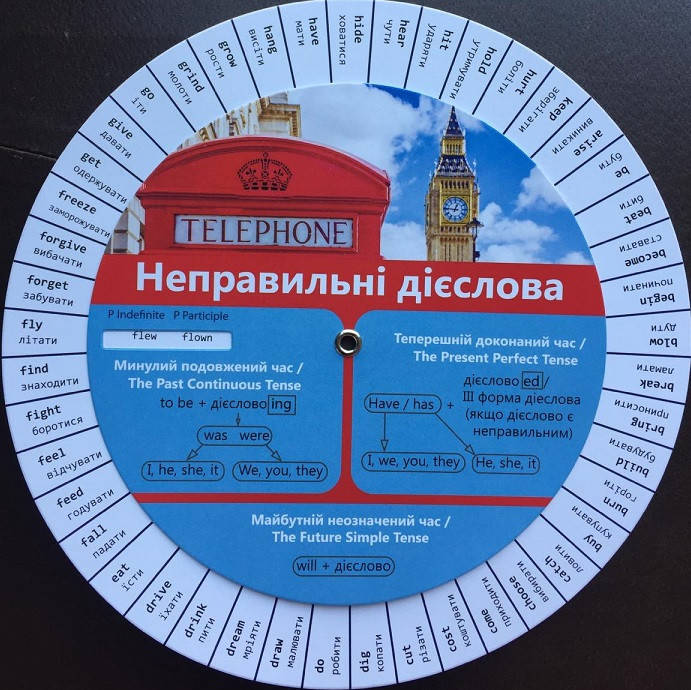 TELEPHONE
Неправильні дієслова
P Indefinite P Participle
flew flown
Минулий подовжений час /
The Past Continuous Tense
to be + дієслово ing
was were
I, he, she, it
We, you, they
Теперешній доконаний час /
The Present Perfect Tense
Have / has
+
дієслово ed /
III форма дієслова
(якщо дієслово є
неправильним)
I, we, you, they
He, she, it
Майбутній неозначений час /
The Future Simple Tense
will + дієслово
arise
виникати
be
бути
beat
бити
become
ставати
begin
починати
blow
дути
break
ламати
bring
приносити
build
будувати
burn
горіти
buy
купувати
catch
ловити
choose
вибирати
come
приходити
cost
коштувати
cut
різати
dig
копати
do
робити
draw
малювати
dream
мріяти
drink
пити
drive
їхати
eat
їсти
fall
падати
feed
годувати
feel
відчувати
fight
боротися
find
знаходити
fly
літати
forget
забувати
forgive
вибачати
freeze
заморожувати
get
одержувати
give
давати
go
іти
grind
молоти
grow
рости
hang
висіти
have
мати
hide
ховатися
hear
чути
hit
ударяти
hold
утримувати
hurt
боліти
keep
зберігати